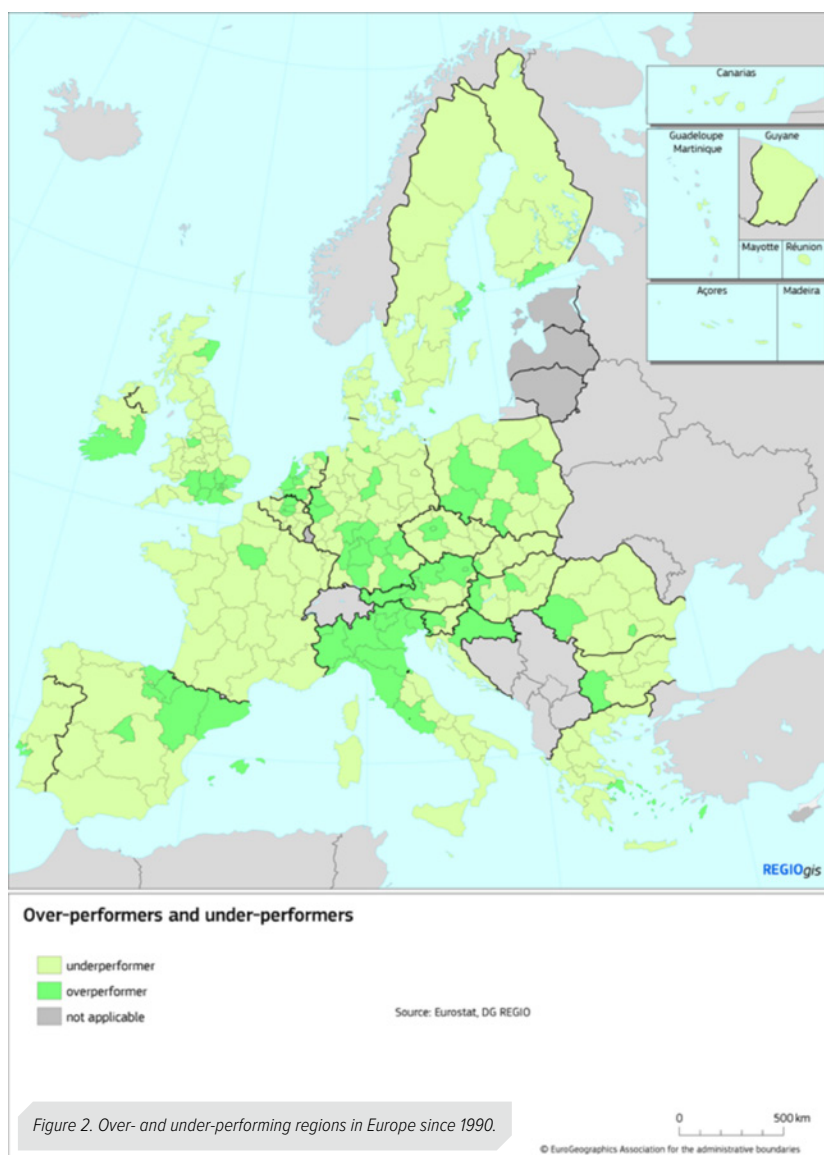 Canarias
Guadeloupe
Martinique
Guyane
Mayotte
Réunion
Açores
Madeira
REGIOgis
Over-performers and under-performers
underperformer
overperformer
not applicable
Source: Eurostat, DG REGIO
Figure 2. Over- and under-performing regions in Europe since 1990.
0 500 km
© EuroGeographics Association for the administrative boundaries